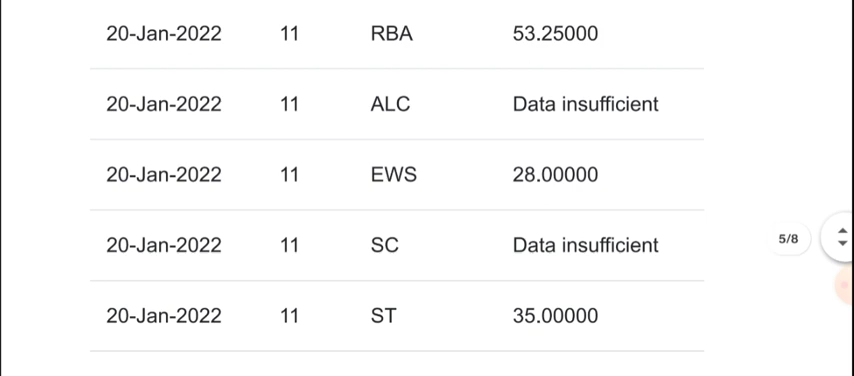 20-Jan-2022 11 RBA 53.25000
20-Jan-2022 11 ALC Data insufficient
20-Jan-2022 11 EWS 28.00000
20-Jan-2022 11 SC Data insufficient
5/8
20-Jan-2022 11 ST 35.00000